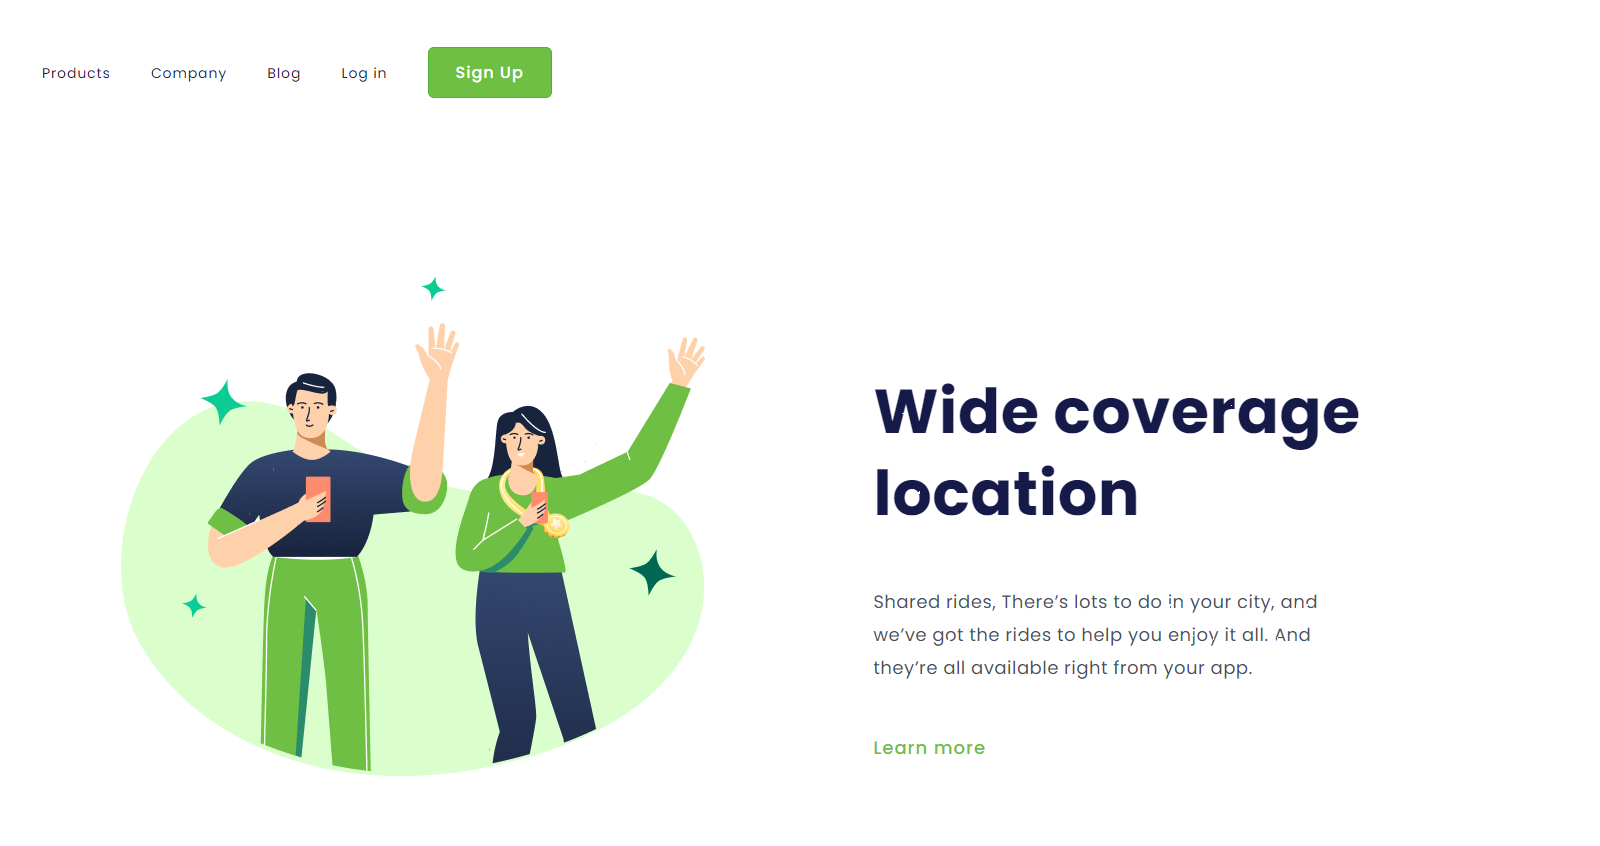 Products Company Blog Log in Sign Up
Wide coverage
location
Shared rides, There’s lots to do in your city, and
we’ve got the rides to help you enjoy it all. And
they’re all available right from your app.
Learn more